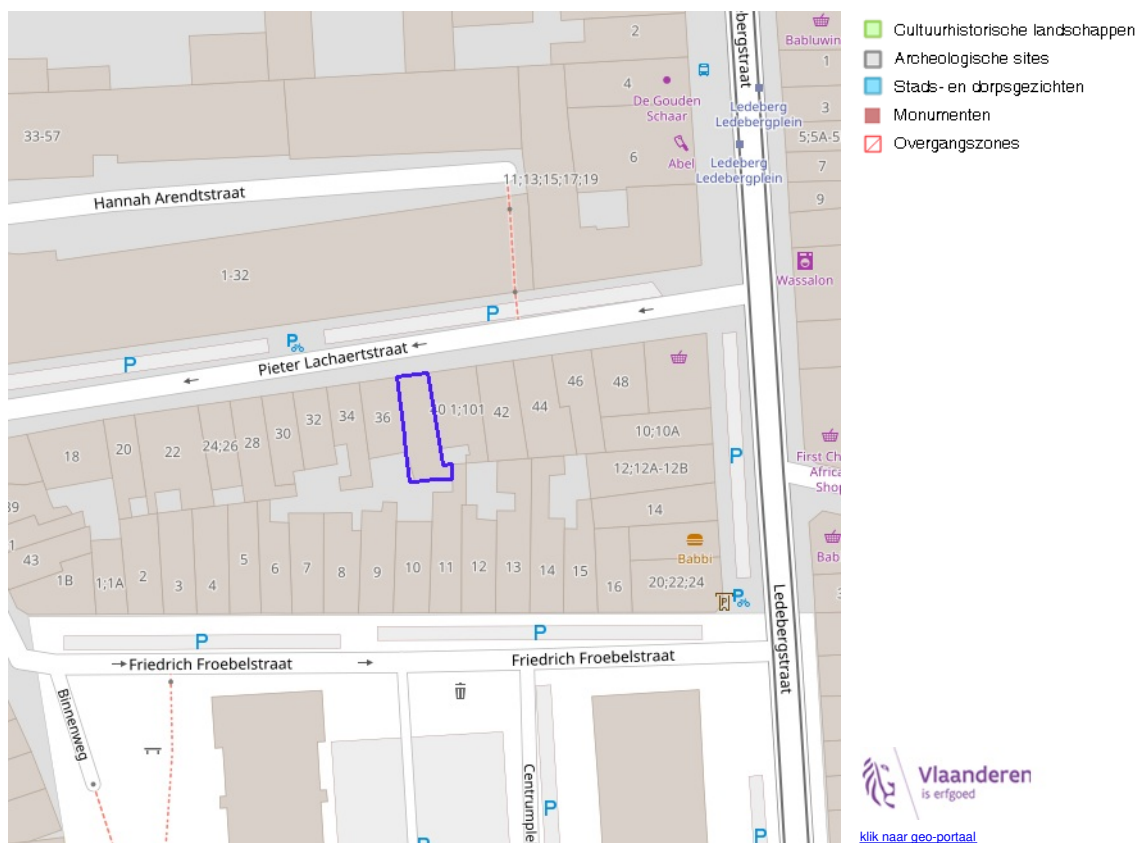 Cultuurhistorische landschappen
Archeologische sites
Stads- en dorpsgezichten
Monumenten
Overgangszones
2
Babluwin
1
4
De Gouden
Schaar
Ledeberg
Ledebergplein
3
33-57
5;5A-5
Abel
6
Ledeberg
Ledebergplein
7
11;13;15;17;19
Hannah Arendtstraat
9
1-32
Wassalon
P
P
P
Pieter Lachaertstraat
P
46
48
18
20
22
24;26
28
30
32
34
36
40
1;101
42
44
10;10A
12;12A-12B
P
First Ch
Africa
Shop
14
39
1
43
1B
1;1A
2
3
4
5
6
7
8
9
10
11
12
13
14
15
16
Babbi
20;22;24
Bab
P
P
P
P
Friedrich Froebelstraat
Friedrich Froebelstraat
Ledebergstraat
Binnenweg
Centrumple
P
P
P
Vlaanderen
is erfgoed
klik naar geo-portaal